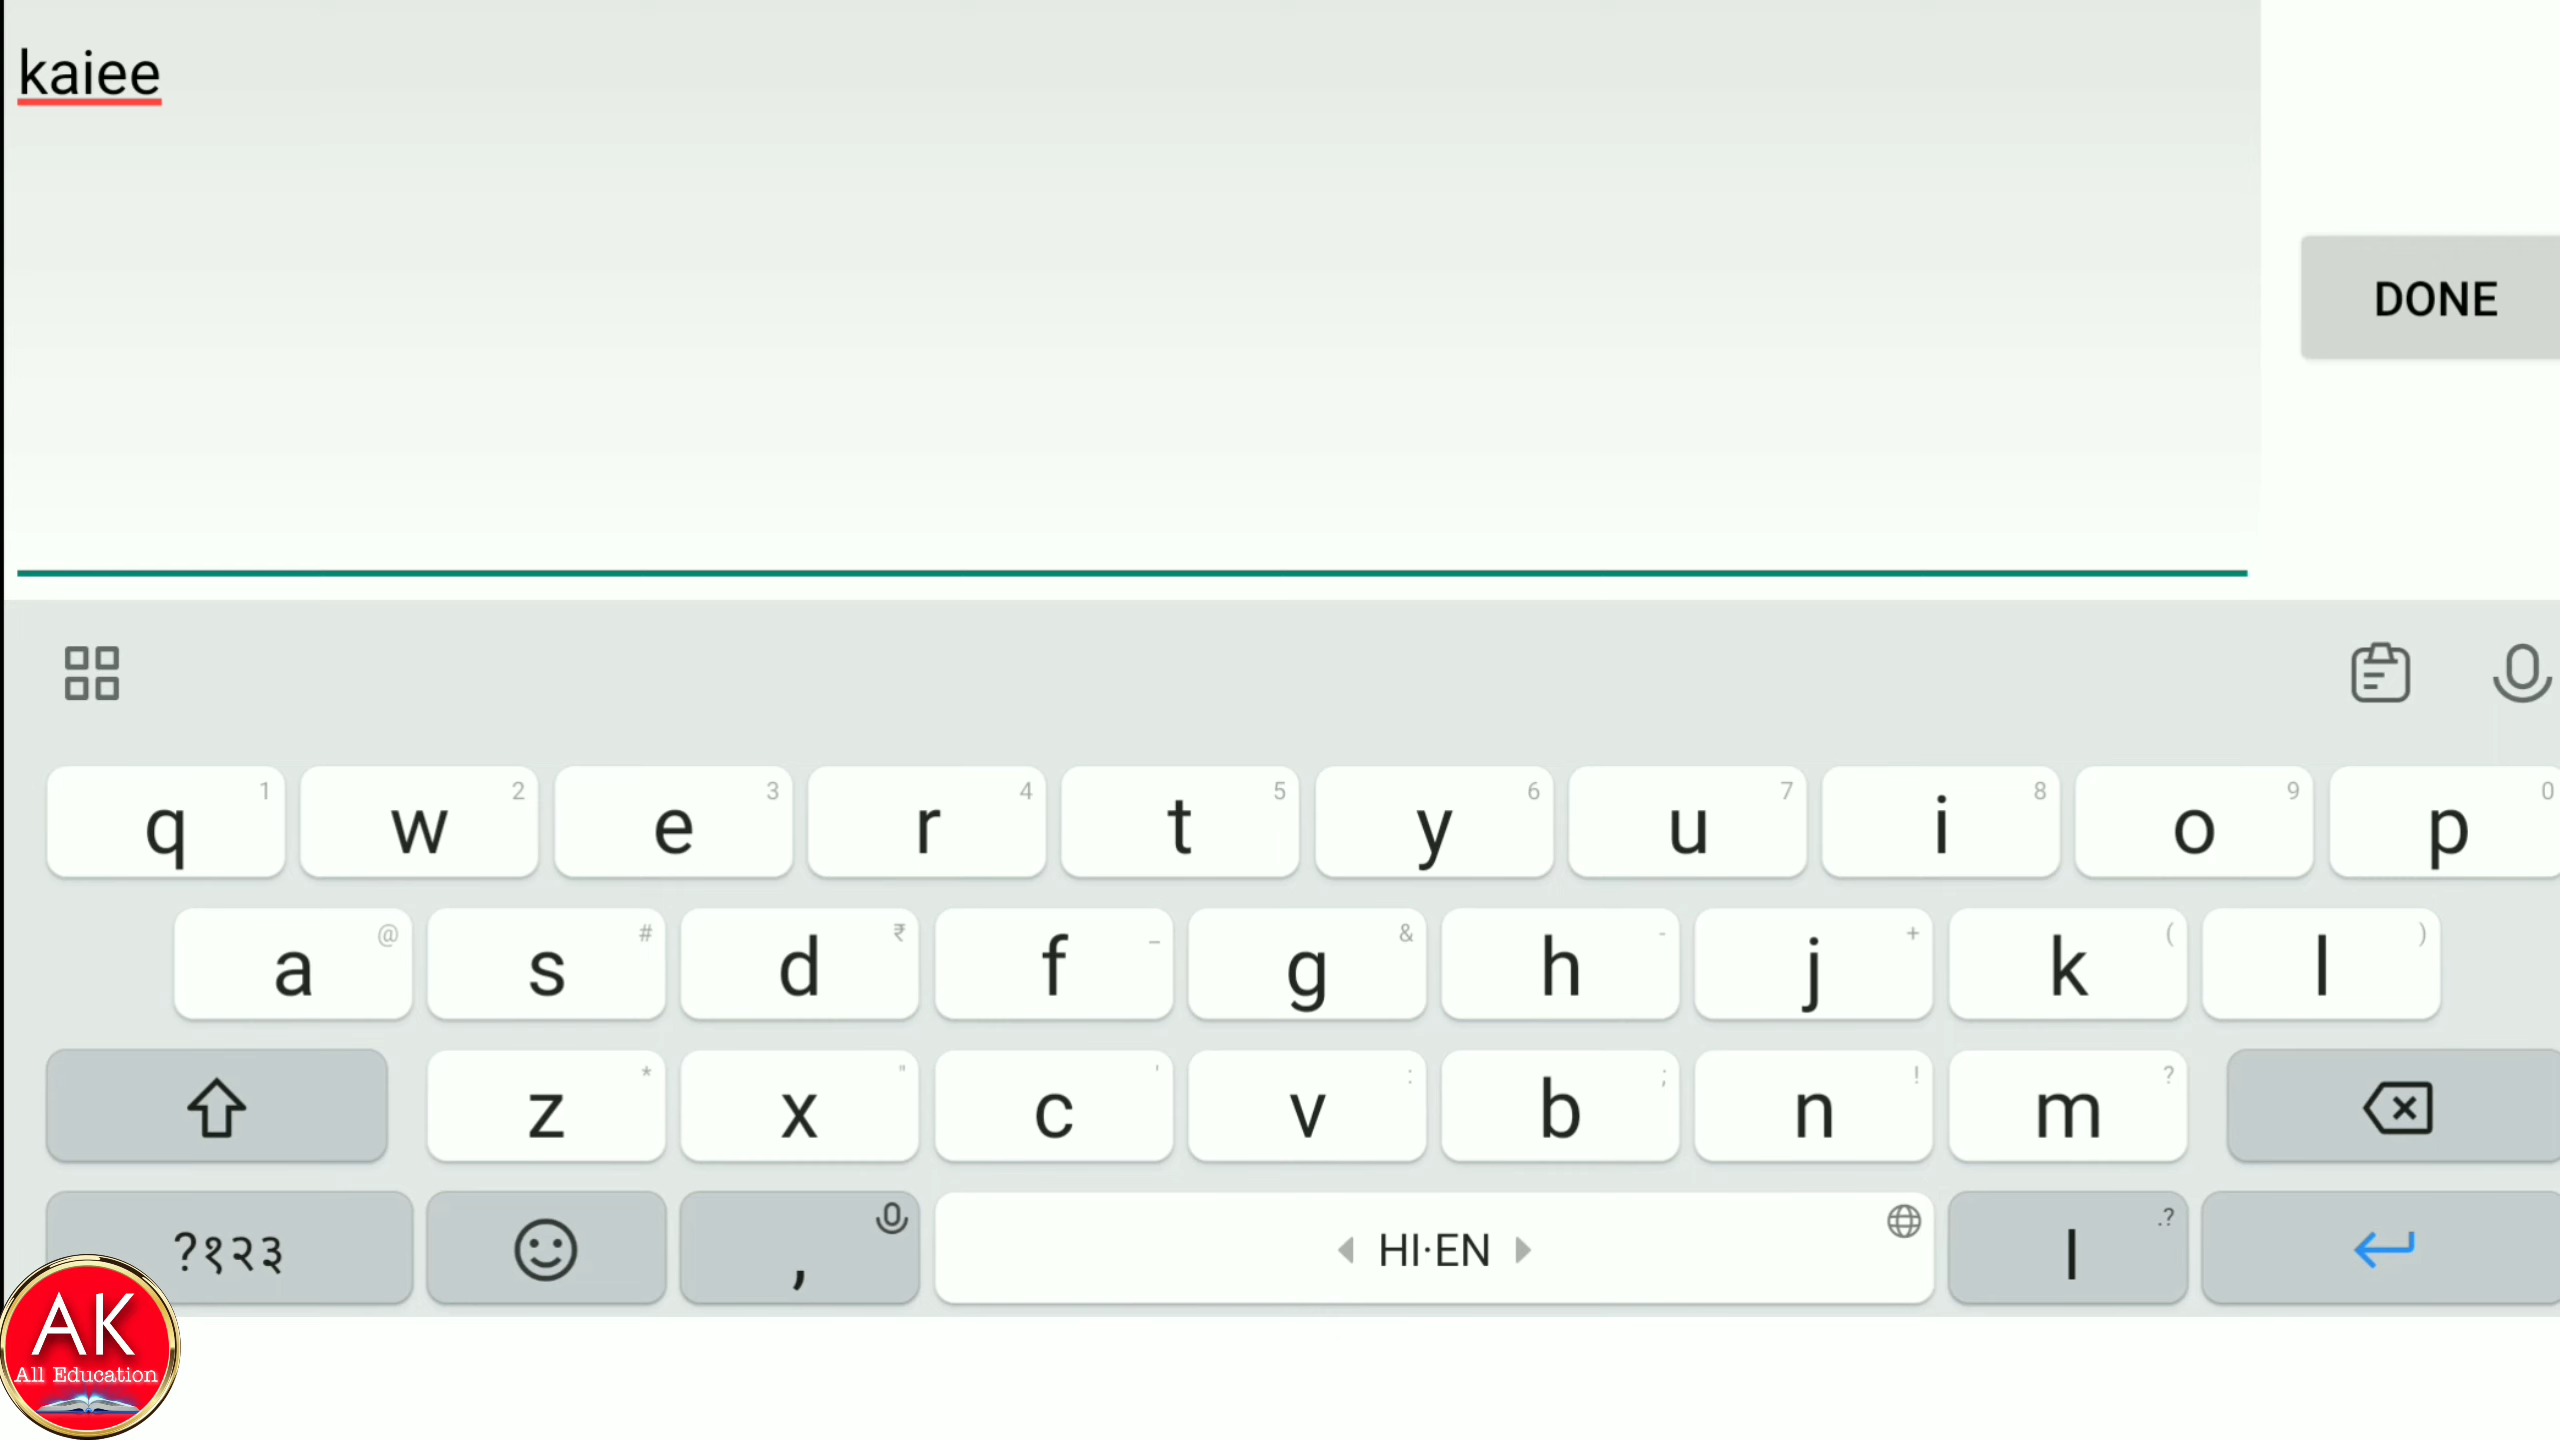 kaiee
DONE
q 1 w 2 e 3 r 4 t 5 y 6 u 7 i 8 o 9 p 0
a @ s # d ₹ f _ g & h - j + k ( l )
z * x " c ' v : b ; n ! m ?
?१२३ , HI·EN । .?
AK
All Education